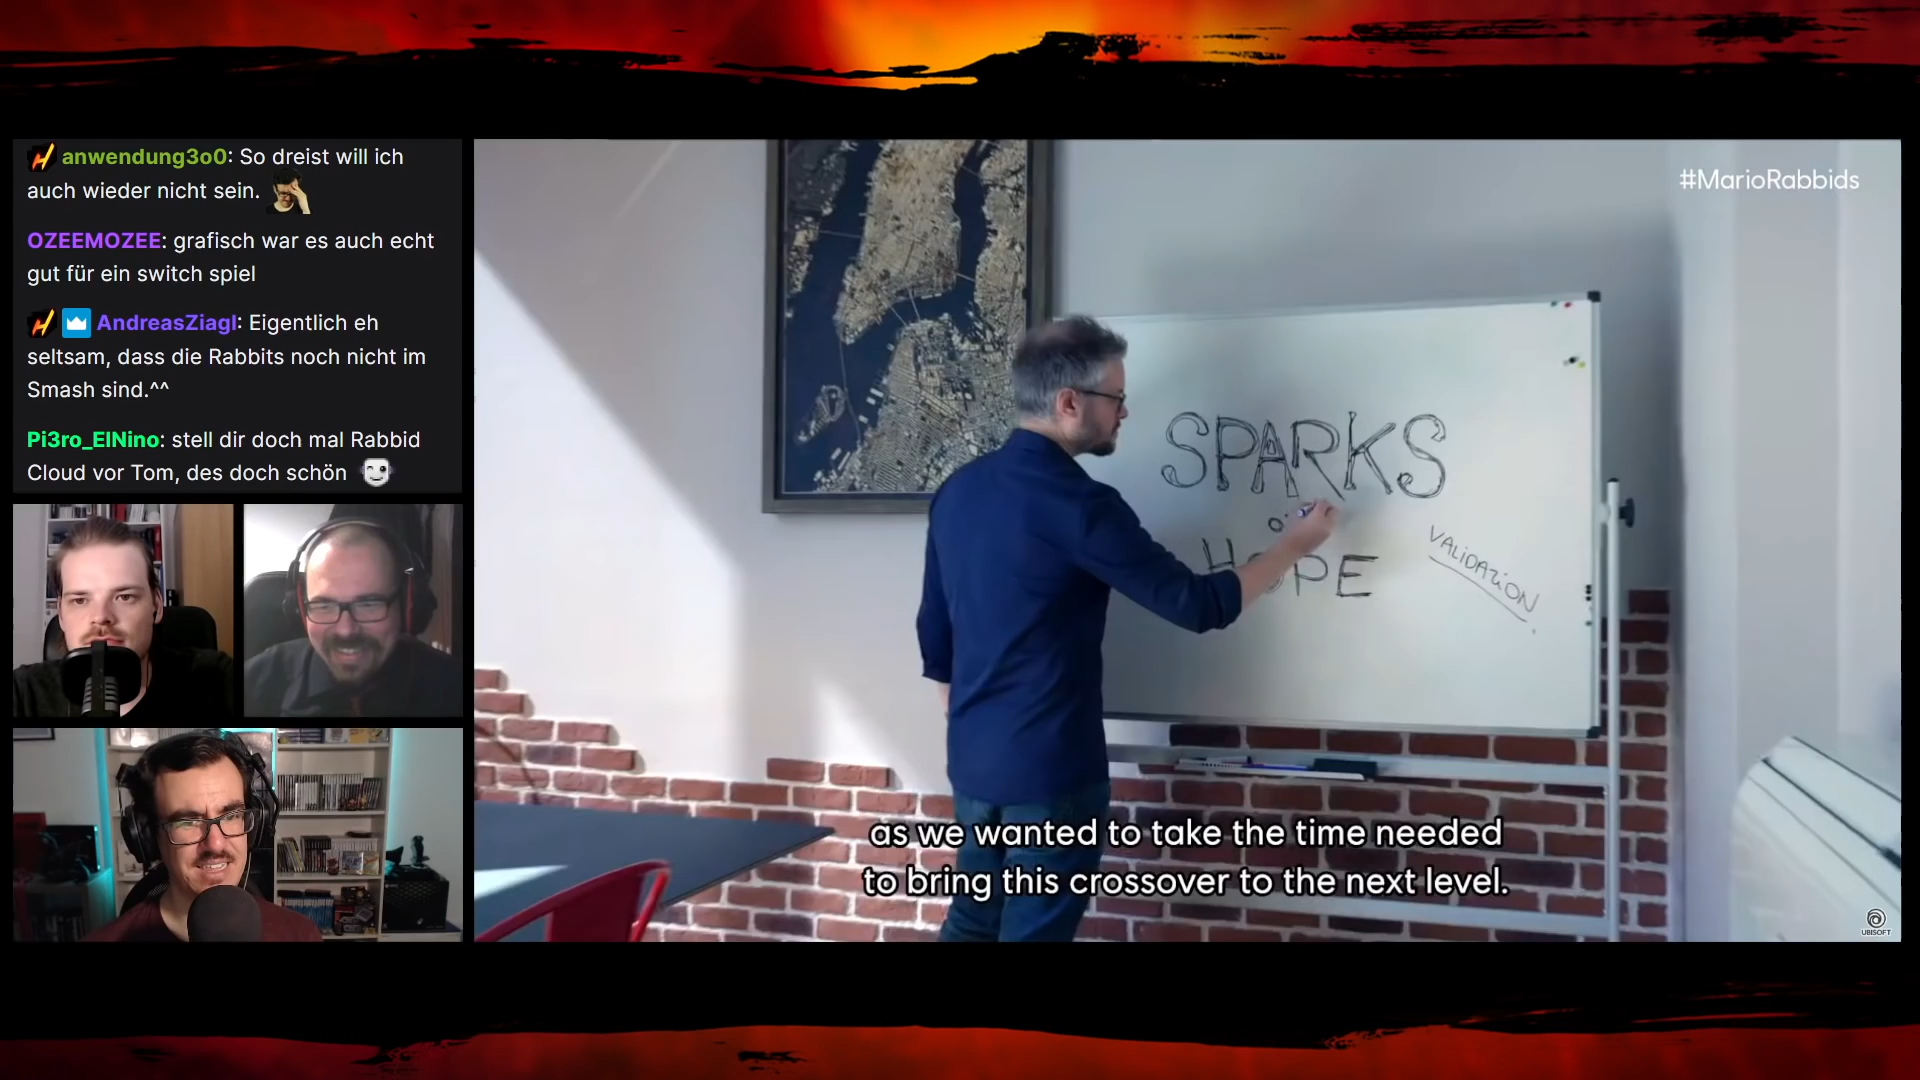 anwendung3o0: So dreist will ich
auch wieder nicht sein.
OZEEMOZEE: grafisch war es auch echt
gut für ein switch spiel
AndreasZiagl: Eigentlich eh
seltsam, dass die Rabbits noch nicht im
Smash sind.^^
Pi3ro_ElNino: stell dir doch mal Rabbid
Cloud vor Tom, des doch schön
#MarioRabbids
SPARKS
O
HOPE
VALIDAZION
as we wanted to take the time needed
to bring this crossover to the next level.
UBISOFT